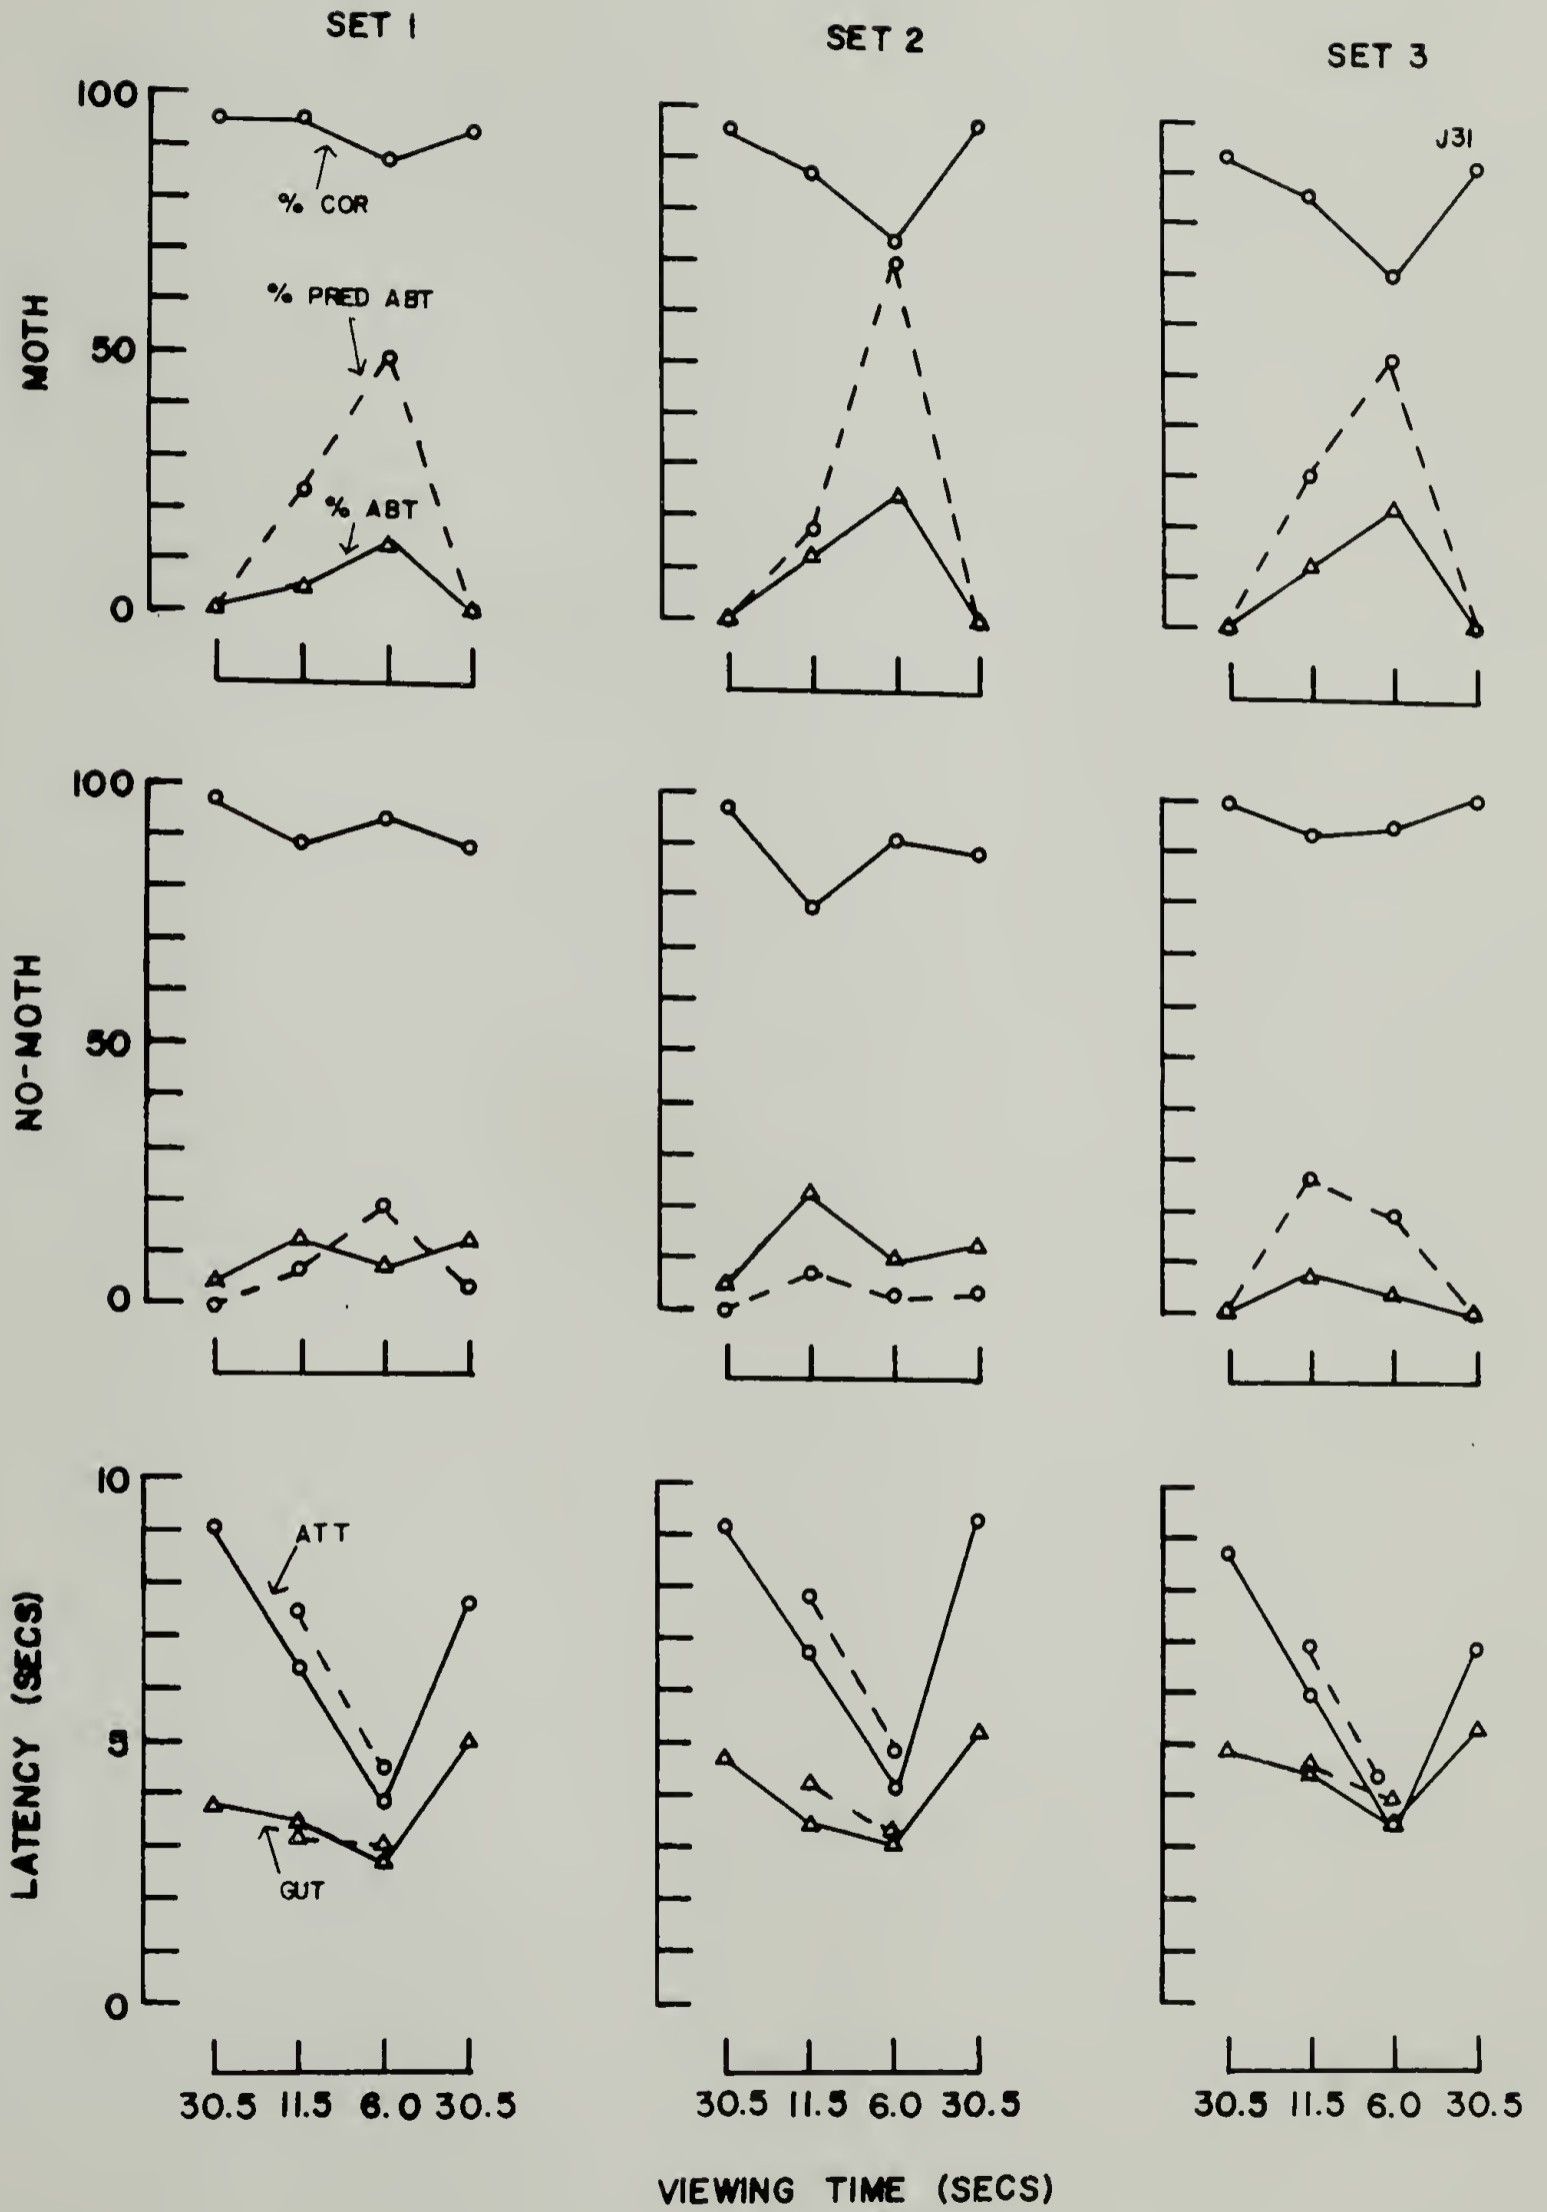 SET 1
SET 2
SET 3
J31
100
% COR
% PRED ABT
MOTH
50
% ABT
0
100
NO-MOTH
50
0
10
ATT
LATENCY (SECS)
5
GUT
0
30.5 11.5 6.0 30.5
30.5 11.5 6.0 30.5
30.5 11.5 6.0 30.5
VIEWING TIME (SECS)